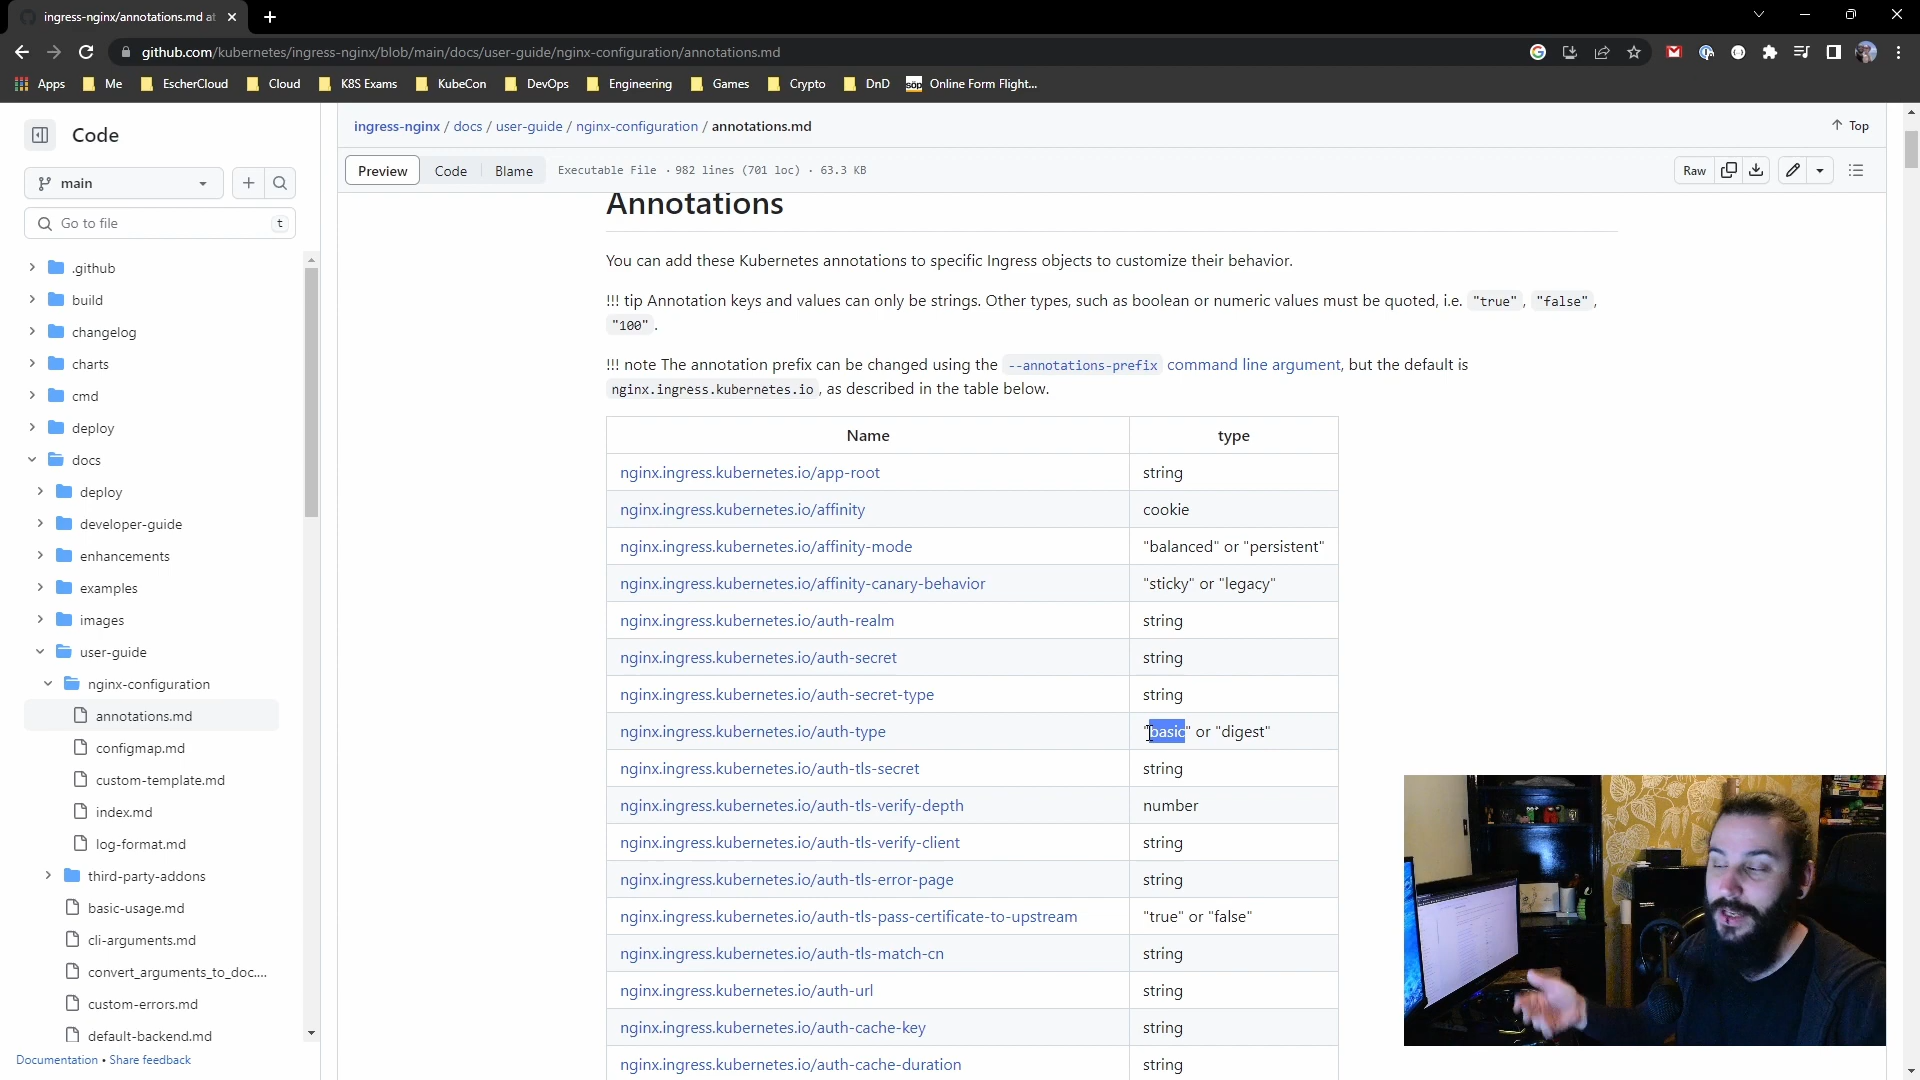 ingress-nginx/annotations.md at
github.com/kubernetes/ingress-nginx/blob/main/docs/user-guide/nginx-configuration/annotations.md
Apps Me EscherCloud Cloud K8S Exams KubeCon DevOps Engineering Games Crypto DnD söp Online Form Flight...
Code
main
Go to file t
.github
build
changelog
charts
cmd
deploy
docs
deploy
developer-guide
enhancements
examples
images
user-guide
nginx-configuration
annotations.md
configmap.md
custom-template.md
index.md
log-format.md
third-party-addons
basic-usage.md
cli-arguments.md
convert_arguments_to_doc....
custom-errors.md
default-backend.md
Documentation • Share feedback
ingress-nginx / docs / user-guide / nginx-configuration / annotations.md
Top
Preview Code Blame Executable File · 982 lines (701 loc) · 63.3 KB
Raw
Annotations
You can add these Kubernetes annotations to specific Ingress objects to customize their behavior.
!!! tip Annotation keys and values can only be strings. Other types, such as boolean or numeric values must be quoted, i.e. "true" , "false" ,
"100" .
!!! note The annotation prefix can be changed using the --annotations-prefix command line argument, but the default is
nginx.ingress.kubernetes.io , as described in the table below.
Name type
nginx.ingress.kubernetes.io/app-root string
nginx.ingress.kubernetes.io/affinity cookie
nginx.ingress.kubernetes.io/affinity-mode "balanced" or "persistent"
nginx.ingress.kubernetes.io/affinity-canary-behavior "sticky" or "legacy"
nginx.ingress.kubernetes.io/auth-realm string
nginx.ingress.kubernetes.io/auth-secret string
nginx.ingress.kubernetes.io/auth-secret-type string
nginx.ingress.kubernetes.io/auth-type "basic" or "digest"
nginx.ingress.kubernetes.io/auth-tls-secret string
nginx.ingress.kubernetes.io/auth-tls-verify-depth number
nginx.ingress.kubernetes.io/auth-tls-verify-client string
nginx.ingress.kubernetes.io/auth-tls-error-page string
nginx.ingress.kubernetes.io/auth-tls-pass-certificate-to-upstream "true" or "false"
nginx.ingress.kubernetes.io/auth-tls-match-cn string
nginx.ingress.kubernetes.io/auth-url string
nginx.ingress.kubernetes.io/auth-cache-key string
nginx.ingress.kubernetes.io/auth-cache-duration string